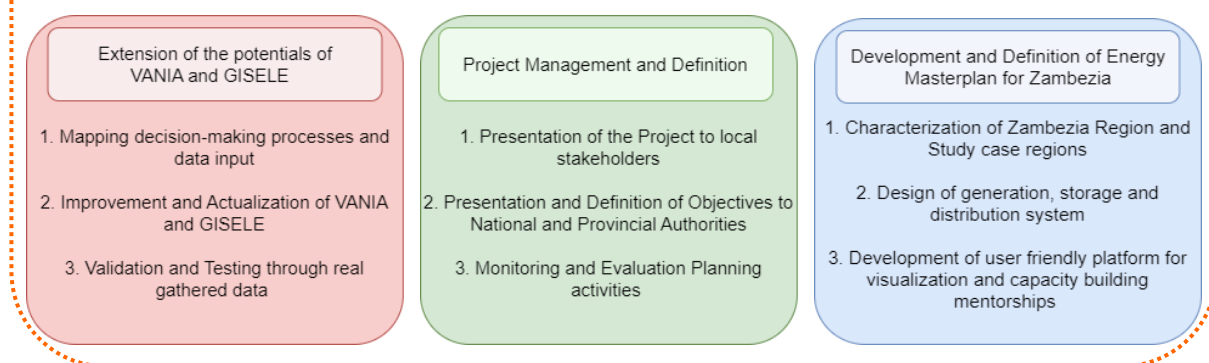 Extension of the potentials of
VANIA and GISELE
1. Mapping decision-making processes and
data input
2. Improvement and Actualization of VANIA
and GISELE
3. Validation and Testing through real
gathered data
Project Management and Definition
1. Presentation of the Project to local
stakeholders
2. Presentation and Definition of Objectives to
National and Provincial Authorities
3. Monitoring and Evaluation Planning
activities
Development and Definition of Energy
Masterplan for Zambezia
1. Characterization of Zambezia Region and
Study case regions
2. Design of generation, storage and
distribution system
3. Development of user friendly platform for
visualization and capacity building
mentorships